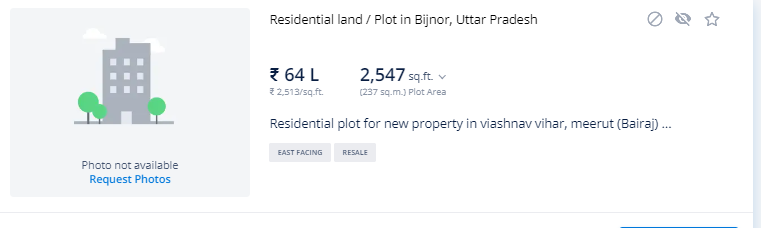 Residential land / Plot in Bijnor, Uttar Pradesh
₹ 64 L
2,547 sq.ft.
₹ 2,513/sq.ft.
(237 sq.m.) Plot Area
Residential plot for new property in viashnav vihar, meerut (Bairaj) ...
EAST FACING
RESALE
Photo not available
Request Photos